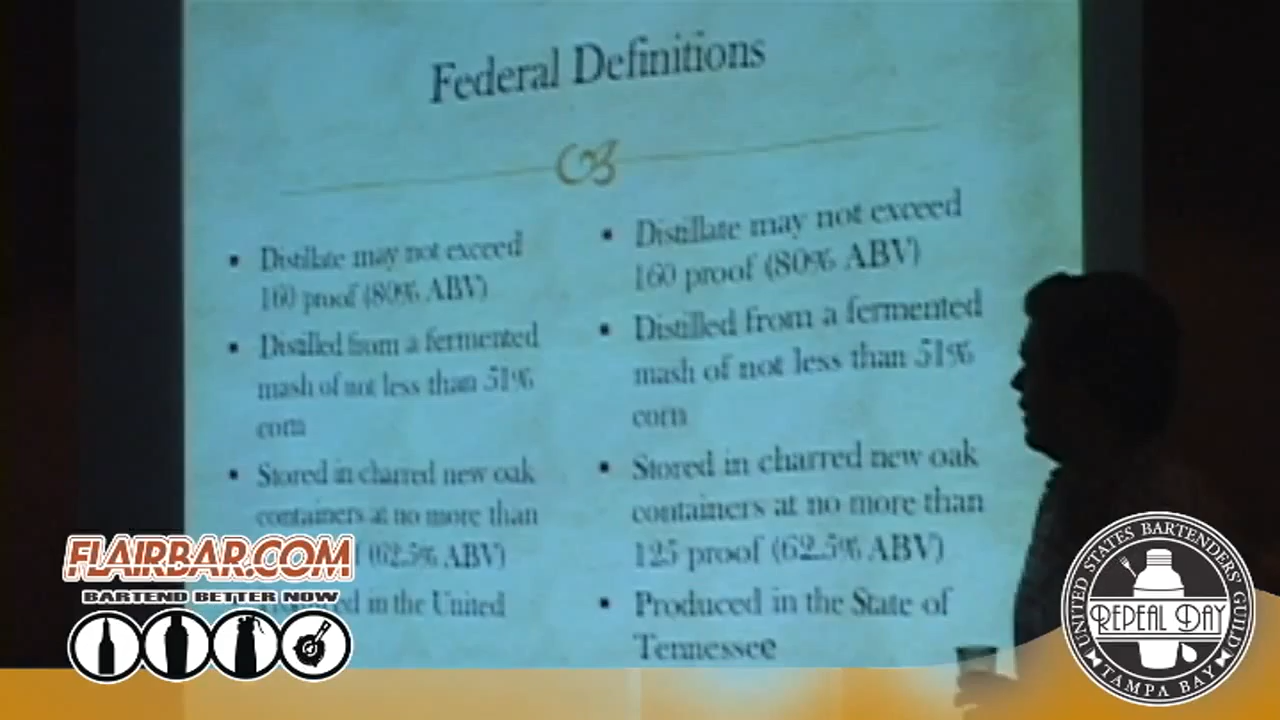 Federal Definitions
▪ Distillate may not exceed
160 proof (80% ABV)
▪ Distilled from a fermented
mash of not less than 51%
corn
▪ Stored in charred new oak
containers at no more than
(62.5% ABV)
in the United
▪ Distillate may not exceed
160 proof (80% ABV)
▪ Distilled from a fermented
mash of not less than 51%
corn
▪ Stored in charred new oak
containers at no more than
125 proof (62.5% ABV)
▪ Produced in the State of
Tennessee
FLAIRBAR.COM
BARTEND BETTER NOW
UNITED STATES BARTENDERS' GUILD
REPEAL DAY
TAMPA BAY